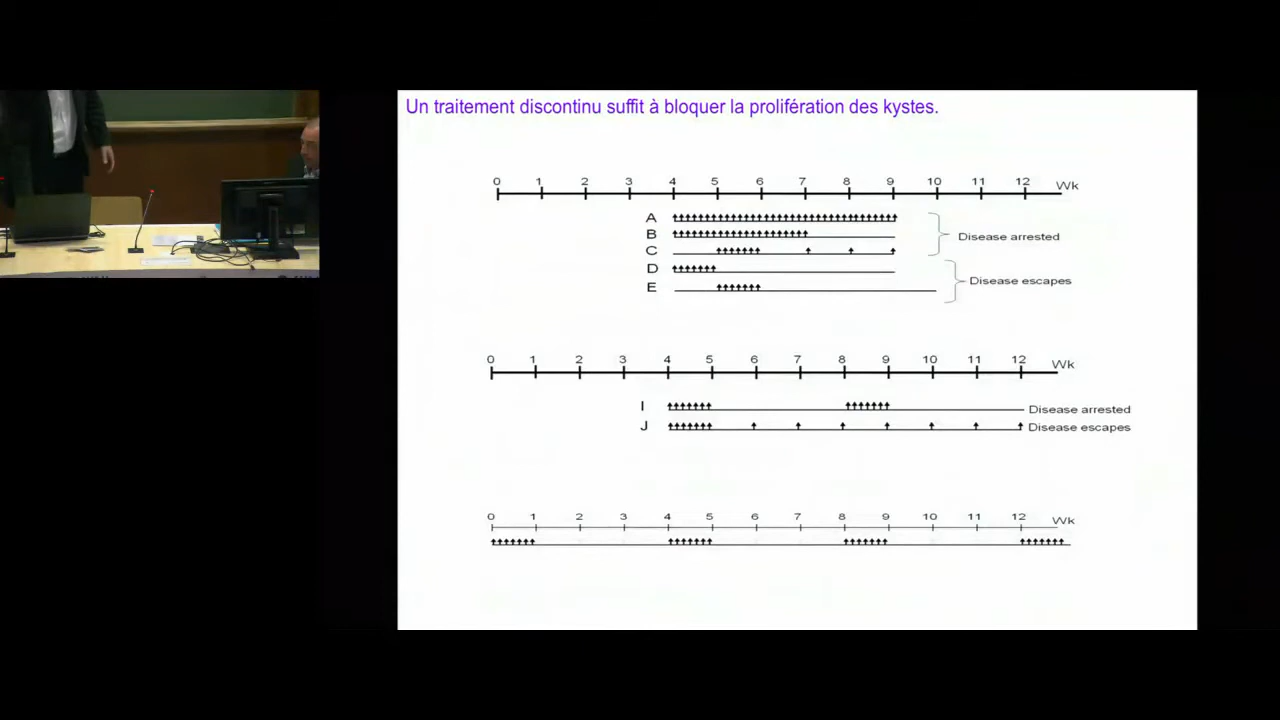 Un traitement discontinu suffit à bloquer la prolifération des kystes.
0 1 2 3 4 5 6 7 8 9 10 11 12 Wk
A
B
C
Disease arrested
D
E
Disease escapes
0 1 2 3 4 5 6 7 8 9 10 11 12 Wk
I Disease arrested
J Disease escapes
0 1 2 3 4 5 6 7 8 9 10 11 12 Wk